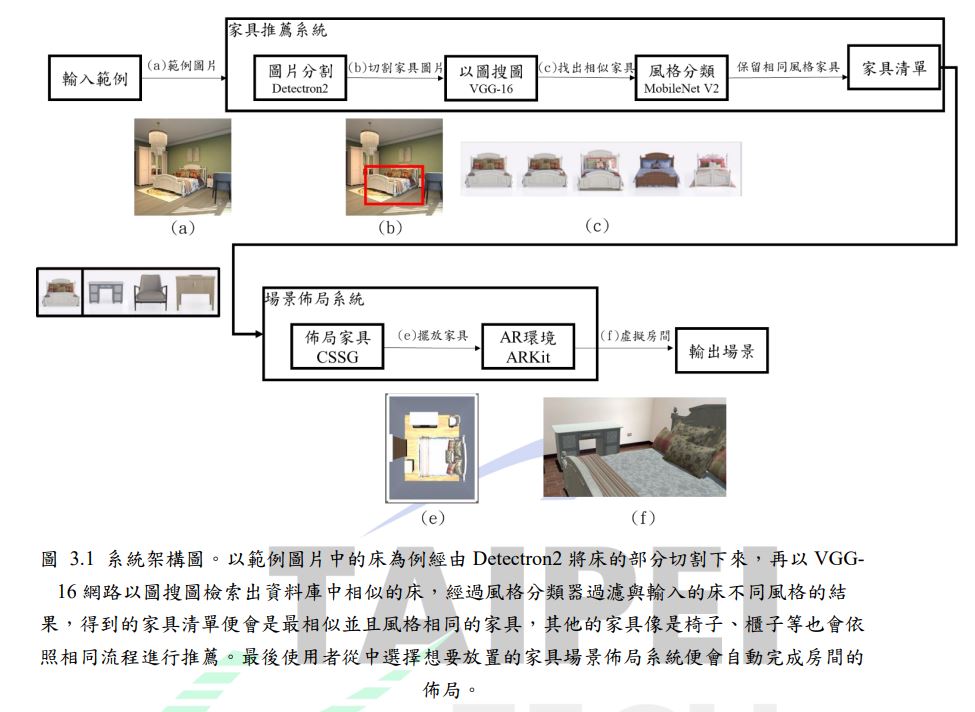 家具推薦系統
輸入範例
(a)範例圖片
圖片分割
Detectron2
(b)切割家具圖片
以圖搜圖
VGG-16
(c)找出相似家具
風格分類
MobileNet V2
保留相同風格家具
家具清單
(a)
(b)
(c)
場景佈局系統
佈局家具
CSSG
(e)擺放家具
AR環境
ARKit
(f)虛擬房間
輸出場景
(e)
(f)
圖 3.1 系統架構圖。以範例圖片中的床為例經由 Detectron2 將床的部分切割下來，再以 VGG-
16 網路以圖搜圖檢索出資料庫中相似的床，經過風格分類器過濾與輸入的床不同風格的結
果，得到的家具清單便會是最相似並且風格相同的家具，其他的家具像是椅子、櫃子等也會依
照相同流程進行推薦。最後使用者從中選擇想要放置的家具場景佈局系統便會自動完成房間的
佈局。
TAIPEI
TECH